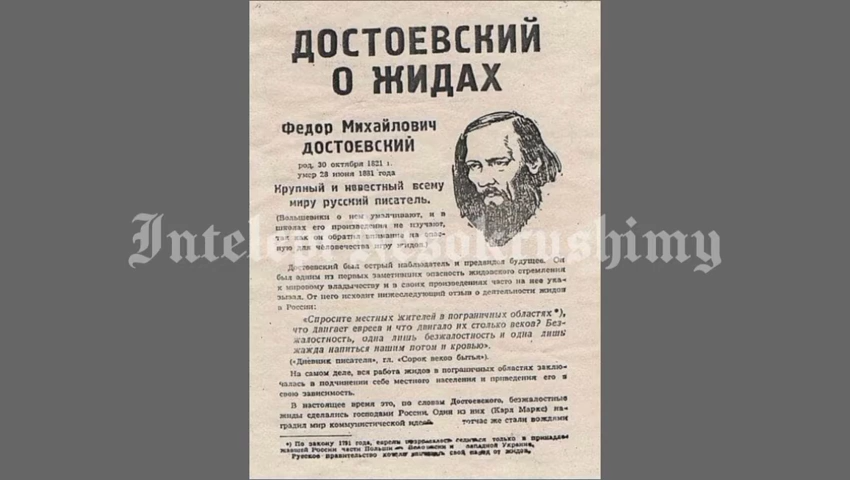 ДОСТОЕВСКИЙ
О ЖИДАХ
Федор Михайлович
ДОСТОЕВСКИЙ
род. 30 октября 1821 г.
умер 28 июня 1881 года
Крупный и известный всему
миру русский писатель.
(Большевики о нем умалчивают, и в
школах его произведения не изучают,
так как он обратил внимание на опас-
ную для человечества игру жидов.)
Достоевский был острый наблюдатель и предвидел будущее. Он
был одним из первых заметивших опасность жидовского стремления
к мировому владычеству и в своих произведениях часто на нее ука-
зывал. От него исходит нижеследующий отзыв о деятельности жидов
в России:
«Спросите местных жителей в пограничных областях*),
что двигает евреев и что двигало их столько веков? Без-
жалостность, одна лишь безжалостность и одна лишь
жажда напиться нашим потом и кровью».
(«Дневник писателя», гл. «Сорок веков бытья»).
На самом деле, вся работа жидов в пограничных областях заклю-
чалась в подчинении себе местного населения и приведения его в
свою зависимость.
В настоящее время это, по словам Достоевского, безжалостные
жиды сделались господами России. Один из них (Карл Маркс) на-
градил мир коммунистической идеей тотчас же стали вождями
*) По закону 1791 года, евреи селиться только в принадле-
жавшей России части Польши и западной Украине.
Русское правительство свой народ от жидов.